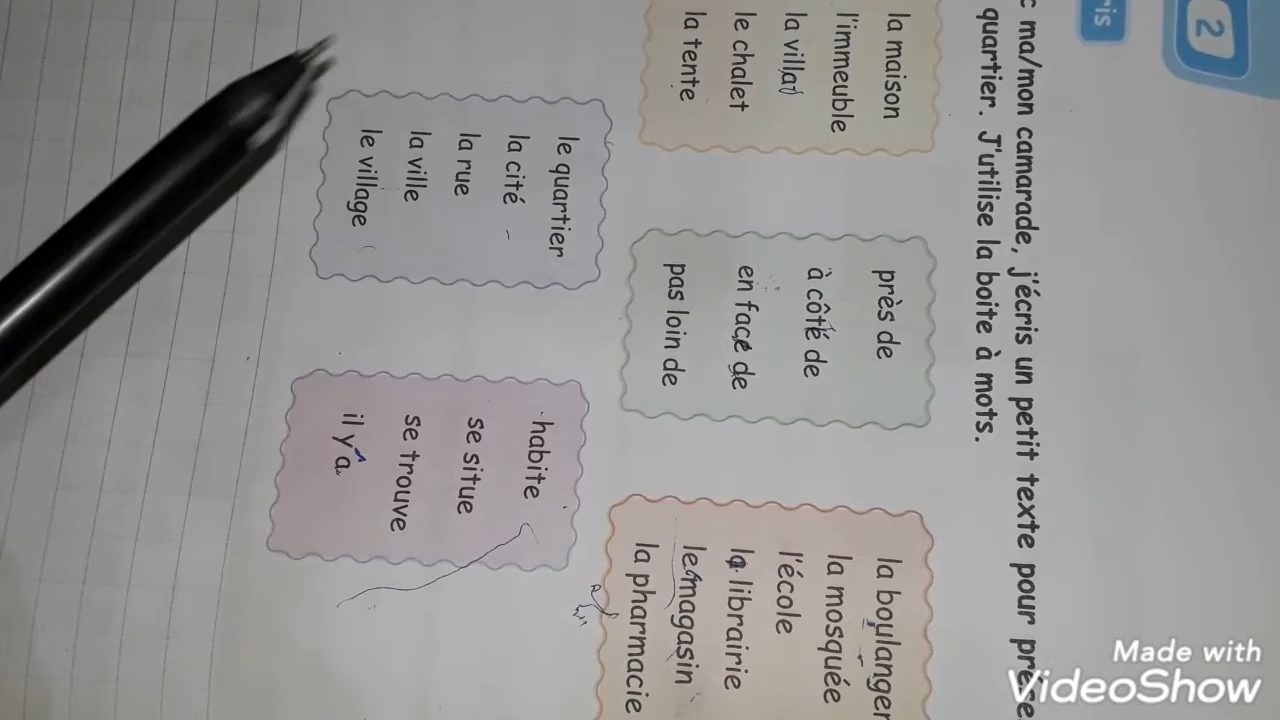 2
ris
c ma/mon camarade, j'écris un petit texte pour prése
quartier. J'utilise la boite à mots.
la maison
l'immeuble
la villa
le chalet
la tente
près de
à côté de
en face de
pas loin de
la boulanger
la mosquée
l'école
la librairie
le magasin
la pharmacie
le quartier
la cité
la rue
la ville
le village
habite
se situe
se trouve
il y a
Made with
VideoShow